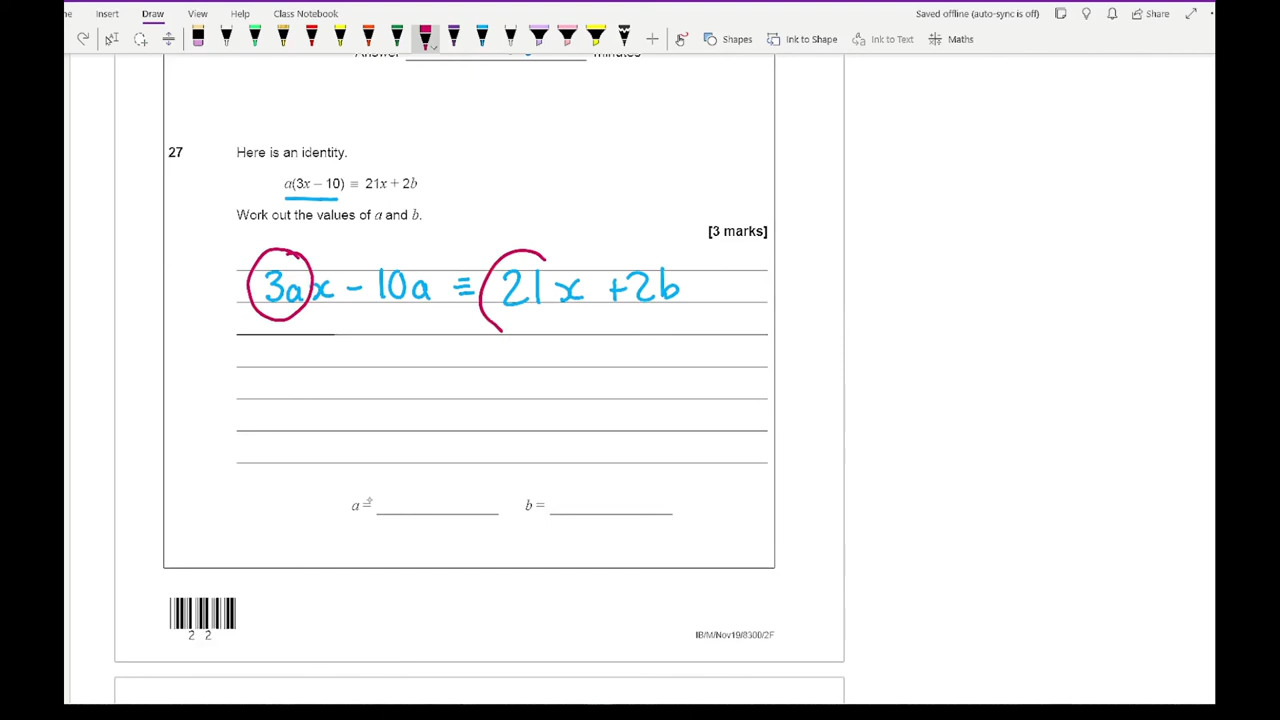 Insert Draw View Help Class Notebook Saved offline (auto-sync is off) Share
Shapes Ink to Shape Ink to Text Maths
Answer minutes
27 Here is an identity.
a(3x – 10) ≡ 21x + 2b
Work out the values of a and b.
[3 marks]
3ax - 10a ≡ 21x + 2b
a = b =
2 2
IB/M/Nov19/8300/2F